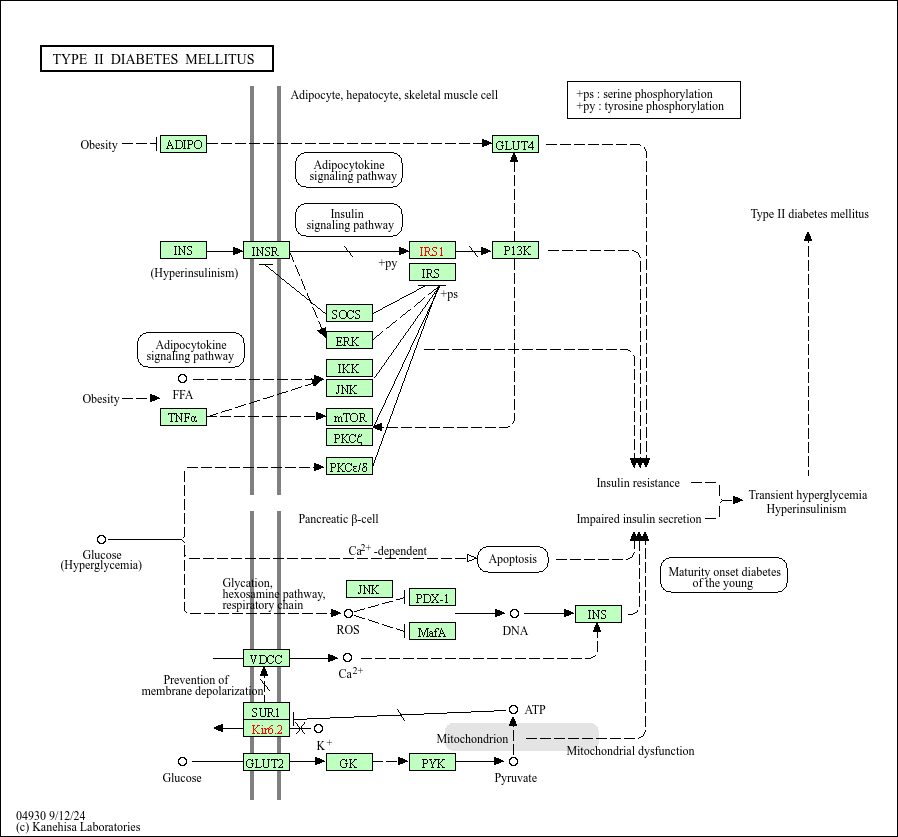 TYPE II DIABETES MELLITUS
Adipocyte, hepatocyte, skeletal muscle cell
+ps : serine phosphorylation
+py : tyrosine phosphorylation
Obesity
ADIPO
GLUT4
Adipocytokine
signaling pathway
Insulin
signaling pathway
Type II diabetes mellitus
INS
INSR
IRS1
P13K
+py
(Hyperinsulinism)
IRS
+ps
SOCS
ERK
Adipocytokine
signaling pathway
IKK
FFA
JNK
Obesity
TNFα
mTOR
PKCζ
PKCε/δ
Insulin resistance
Transient hyperglycemia
Hyperinsulinism
Pancreatic β-cell
Impaired insulin secretion
Glucose
(Hyperglycemia)
Ca2+ -dependent
Apoptosis
Maturity onset diabetes
of the young
Glycation,
hexosamine pathway,
respiratory chain
JNK
PDX-1
ROS
MafA
DNA
INS
VDCC
Ca2+
Prevention of
membrane depolarization
SUR1
Kir6.2
K+
ATP
Mitochondrion
Mitochondrial dysfunction
Glucose
GLUT2
GK
PYK
Pyruvate
04930 9/12/24
(c) Kanehisa Laboratories